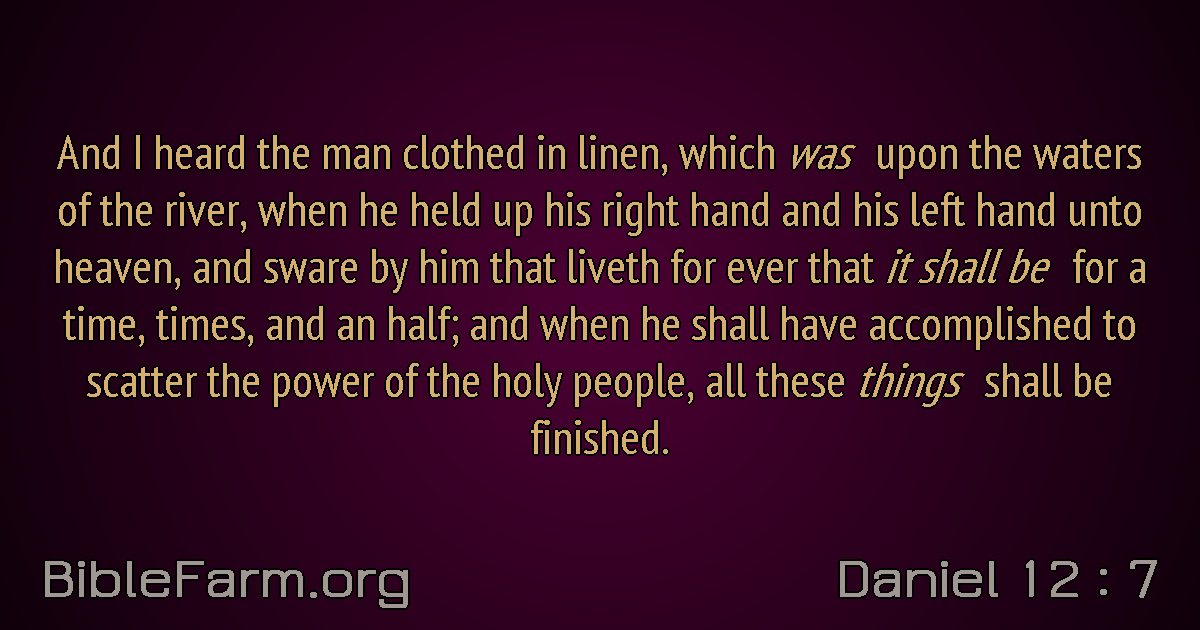 And I heard the man clothed in linen, which was upon the waters
of the river, when he held up his right hand and his left hand unto
heaven, and sware by him that liveth for ever that it shall be for a
time, times, and an half; and when he shall have accomplished to
scatter the power of the holy people, all these things shall be
finished.
BibleFarm.org
Daniel 12 : 7